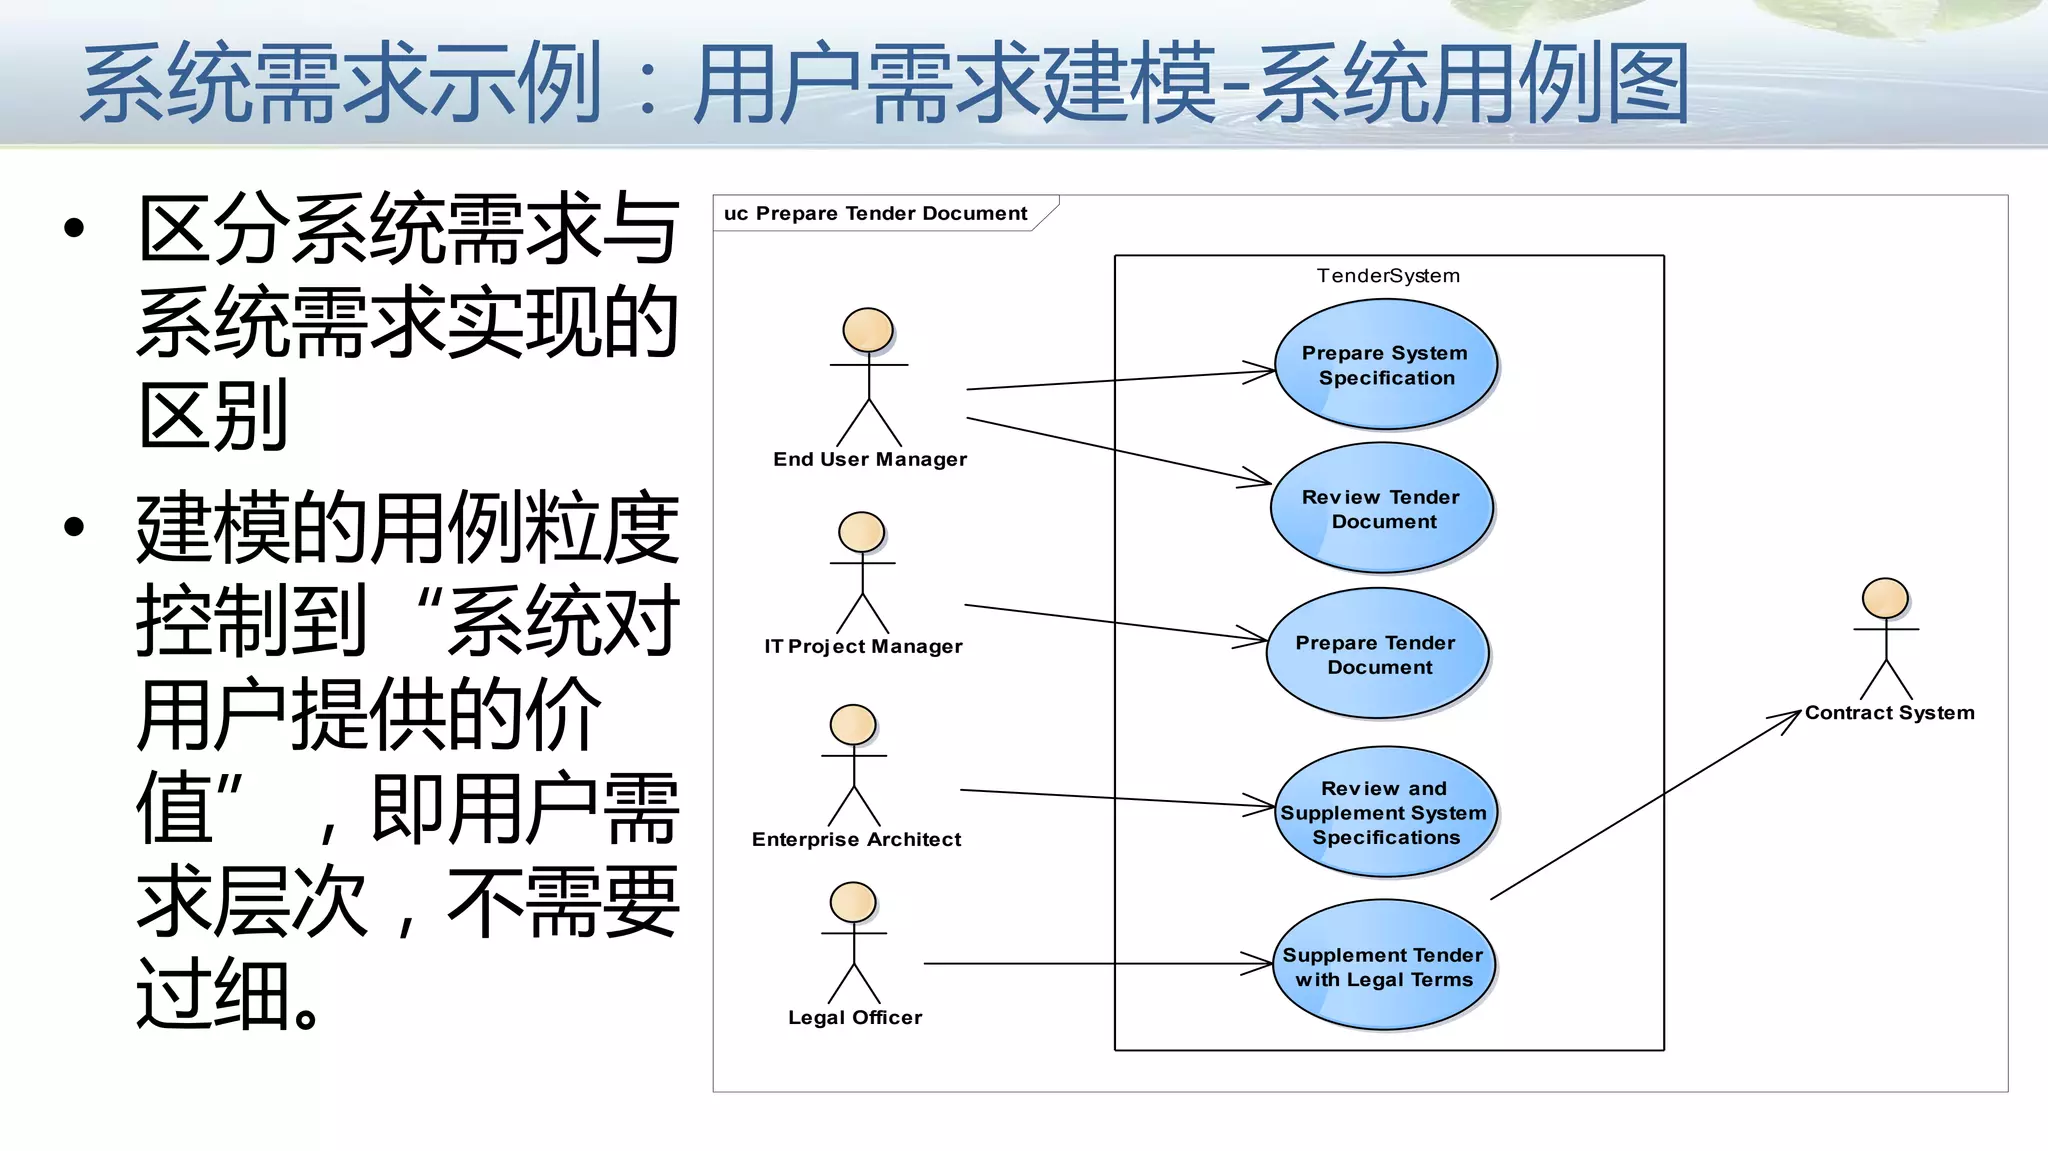 系统需求示例：用户需求建模-系统用例图
• 区分系统需求与
系统需求实现的
区别
• 建模的用例粒度
控制到“系统对
用户提供的价
值”，即用户需
求层次，不需要
过细。
uc Prepare Tender Document
TenderSystem
End User Manager
IT Project Manager
Enterprise Architect
Legal Officer
Prepare System
Specification
Review Tender
Document
Prepare Tender
Document
Review and
Supplement System
Specifications
Supplement Tender
with Legal Terms
Contract System